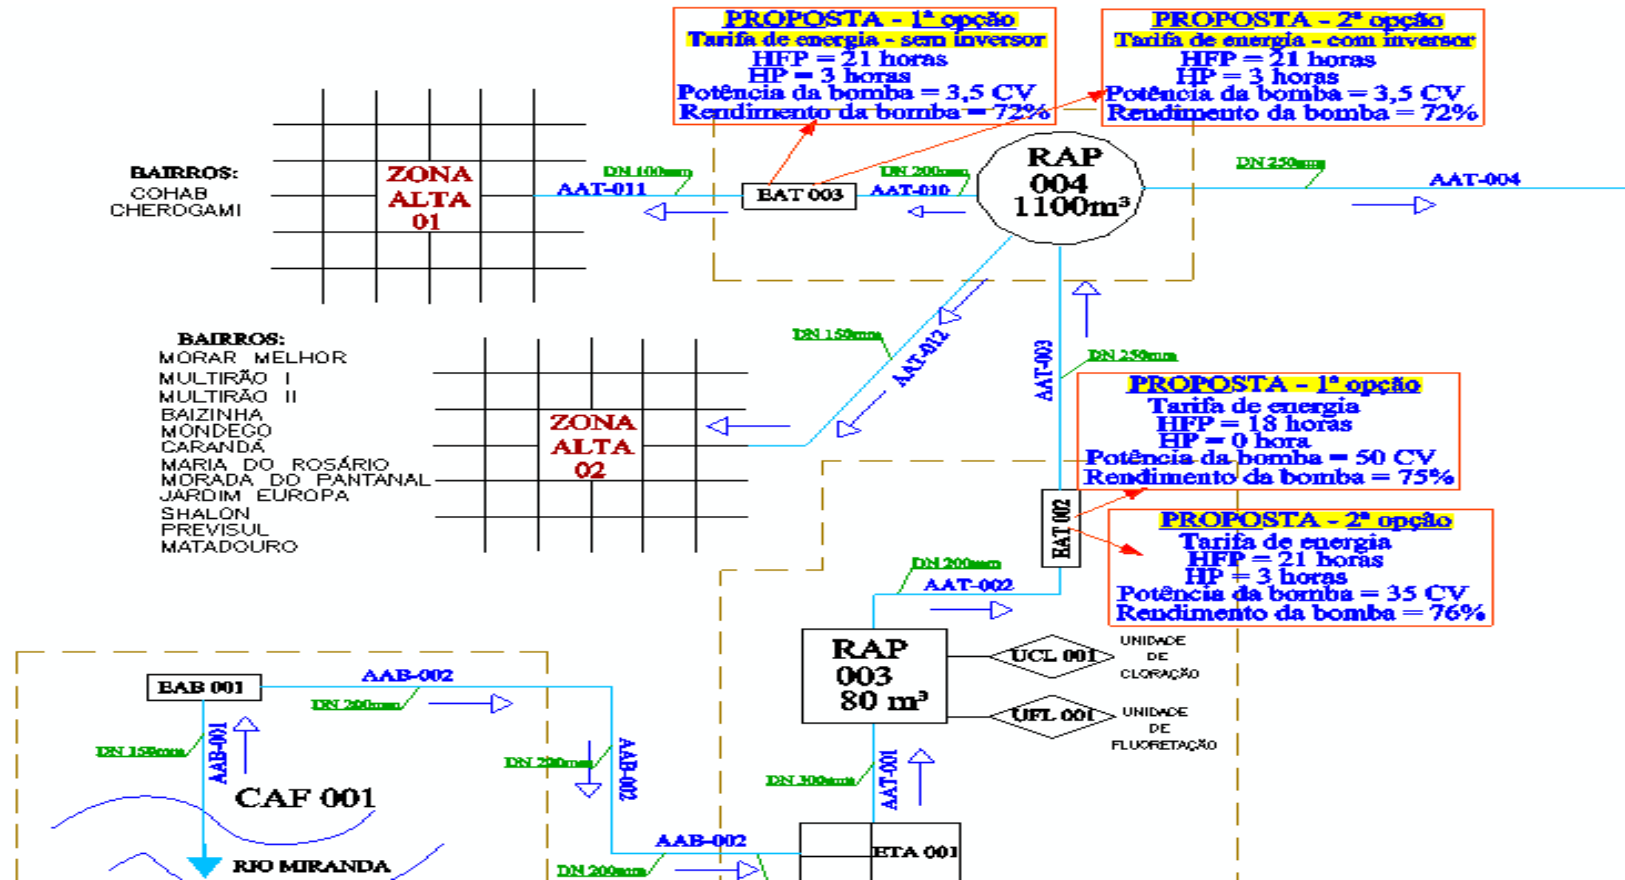 PROPOSTA - 1ª opção
Tarifa de energia - sem inversor
HFP = 21 horas
HP = 3 horas
Potência da bomba = 3,5 CV
Rendimento da bomba = 72%
PROPOSTA - 2ª opção
Tarifa de energia - com inversor
HFP = 21 horas
HP = 3 horas
Potência da bomba = 3,5 CV
Rendimento da bomba = 72%
BAIRROS:
COHAB
CHEROGAMI
ZONA
ALTA
01
DN 100mm
AAT-011
EAT 003
DN 200mm
AAT-010
RAP
004
1100m³
DN 250mm
AAT-004
BAIRROS:
MORAR MELHOR
MULTIRÃO I
MULTIRÃO II
BAIZINHA
MONDEGO
CARANDÁ
MARIA DO ROSÁRIO
MORADA DO PANTANAL
JARDIM EUROPA
SHALON
PREVISUL
MATADOURO
ZONA
ALTA
02
DN 150mm
AAT-012
AAT-003
DN 250mm
PROPOSTA - 1ª opção
Tarifa de energia
HFP = 18 horas
HP = 0 hora
Potência da bomba = 50 CV
Rendimento da bomba = 75%
EAT 002
PROPOSTA - 2ª opção
Tarifa de energia
HFP = 21 horas
HP = 3 horas
Potência da bomba = 35 CV
Rendimento da bomba = 76%
DN 200mm
AAT-002
RAP
003
80 m³
UCL 001
UNIDADE
DE
CLORAÇÃO
UFL 001
UNIDADE
DE
FLUORETAÇÃO
EAB 001
AAB-002
DN 200mm
DN 150mm
AAB-001
DN 200mm
AAB-002
DN 300mm
AAT-001
CAF 001
RIO MIRANDA
AAB-002
DN 200mm
ETA 001